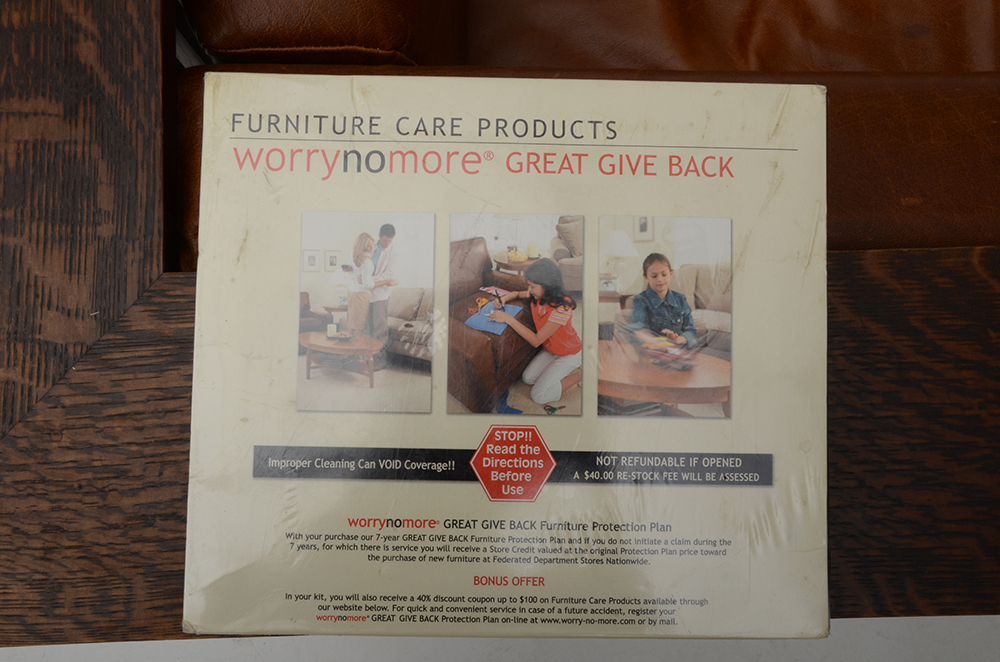 FURNITURE CARE PRODUCTS
worrynomore® GREAT GIVE BACK
Improper Cleaning Can VOID Coverage!!
STOP!!
Read the
Directions
Before
Use
NOT REFUNDABLE IF OPENED
A $40.00 RE-STOCK FEE WILL BE ASSESSED
worrynomore® GREAT GIVE BACK Furniture Protection Plan
With your purchase our 7-year GREAT GIVE BACK Furniture Protection Plan and if you do not initiate a claim during the
7 years, for which there is service you will receive a Store Credit valued at the original Protection Plan price toward
the purchase of new furniture at Federated Department Stores Nationwide.
BONUS OFFER
In your kit, you will also receive a 40% discount coupon up to $100 on Furniture Care Products available through
our website below. For quick and convenient service in case of a future accident, register your
worrynomore® GREAT GIVE BACK Protection Plan on-line at www.worry-no-more.com or by mail.